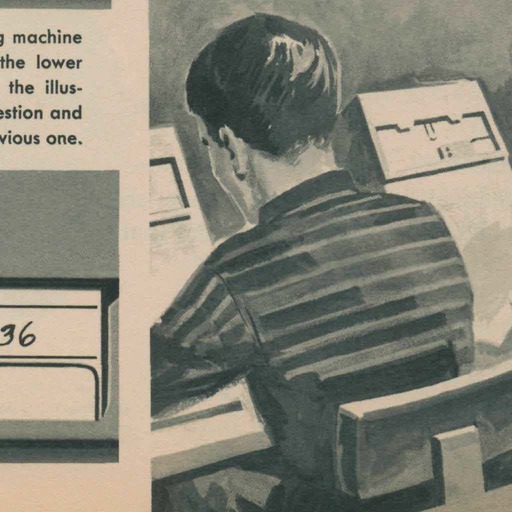 g machine
the lower
the illus-
estion and
vious one.
36